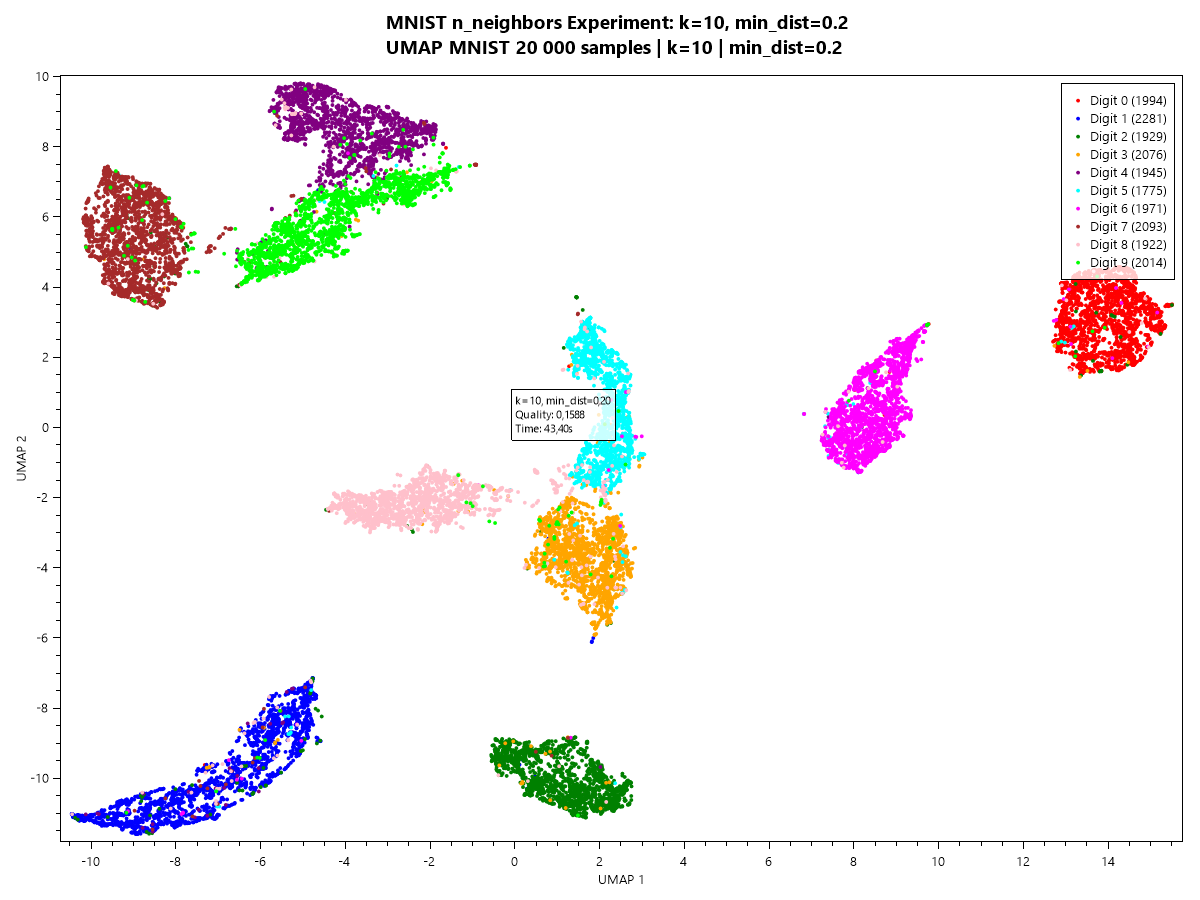 MNIST n_neighbors Experiment: k=10, min_dist=0.2
UMAP MNIST 20 000 samples | k=10 | min_dist=0.2
10
8
6
4
2
0
-2
-4
-6
-8
-10
UMAP 2
Digit 0 (1994)
Digit 1 (2281)
Digit 2 (1929)
Digit 3 (2076)
Digit 4 (1945)
Digit 5 (1775)
Digit 6 (1971)
Digit 7 (2093)
Digit 8 (1922)
Digit 9 (2014)
k=10, min_dist=0,20
Quality: 0,1588
Time: 43,40s
-10 -8 -6 -4 -2 0 2 4 6 8 10 12 14
UMAP 1